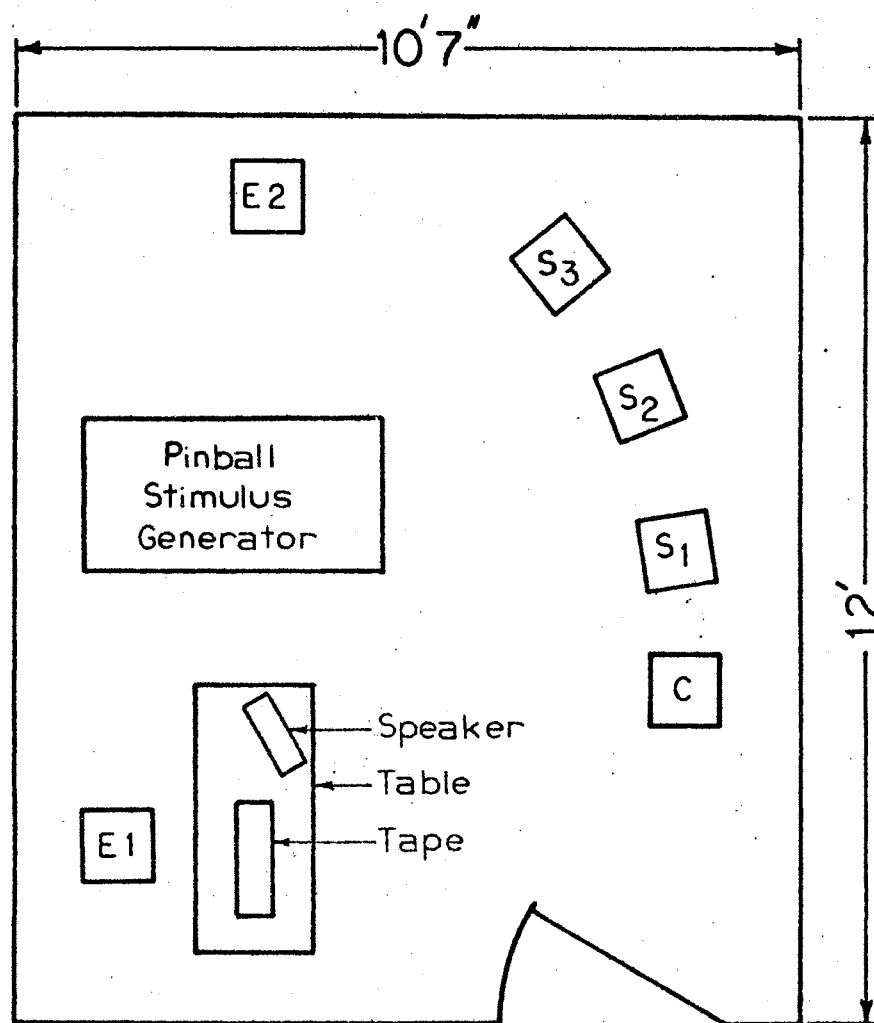 10'7"
E2
S3
S2
Pinball
Stimulus
Generator
S1
12'
C
Speaker
Table
E1
Tape